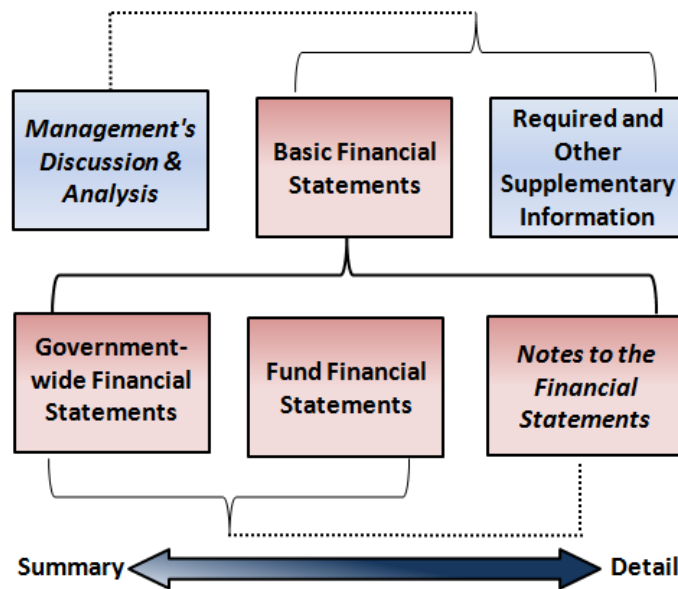 Management's
Discussion &
Analysis
Basic Financial
Statements
Required and
Other
Supplementary
Information
Government-
wide Financial
Statements
Fund Financial
Statements
Notes to the
Financial
Statements
Summary
Detail